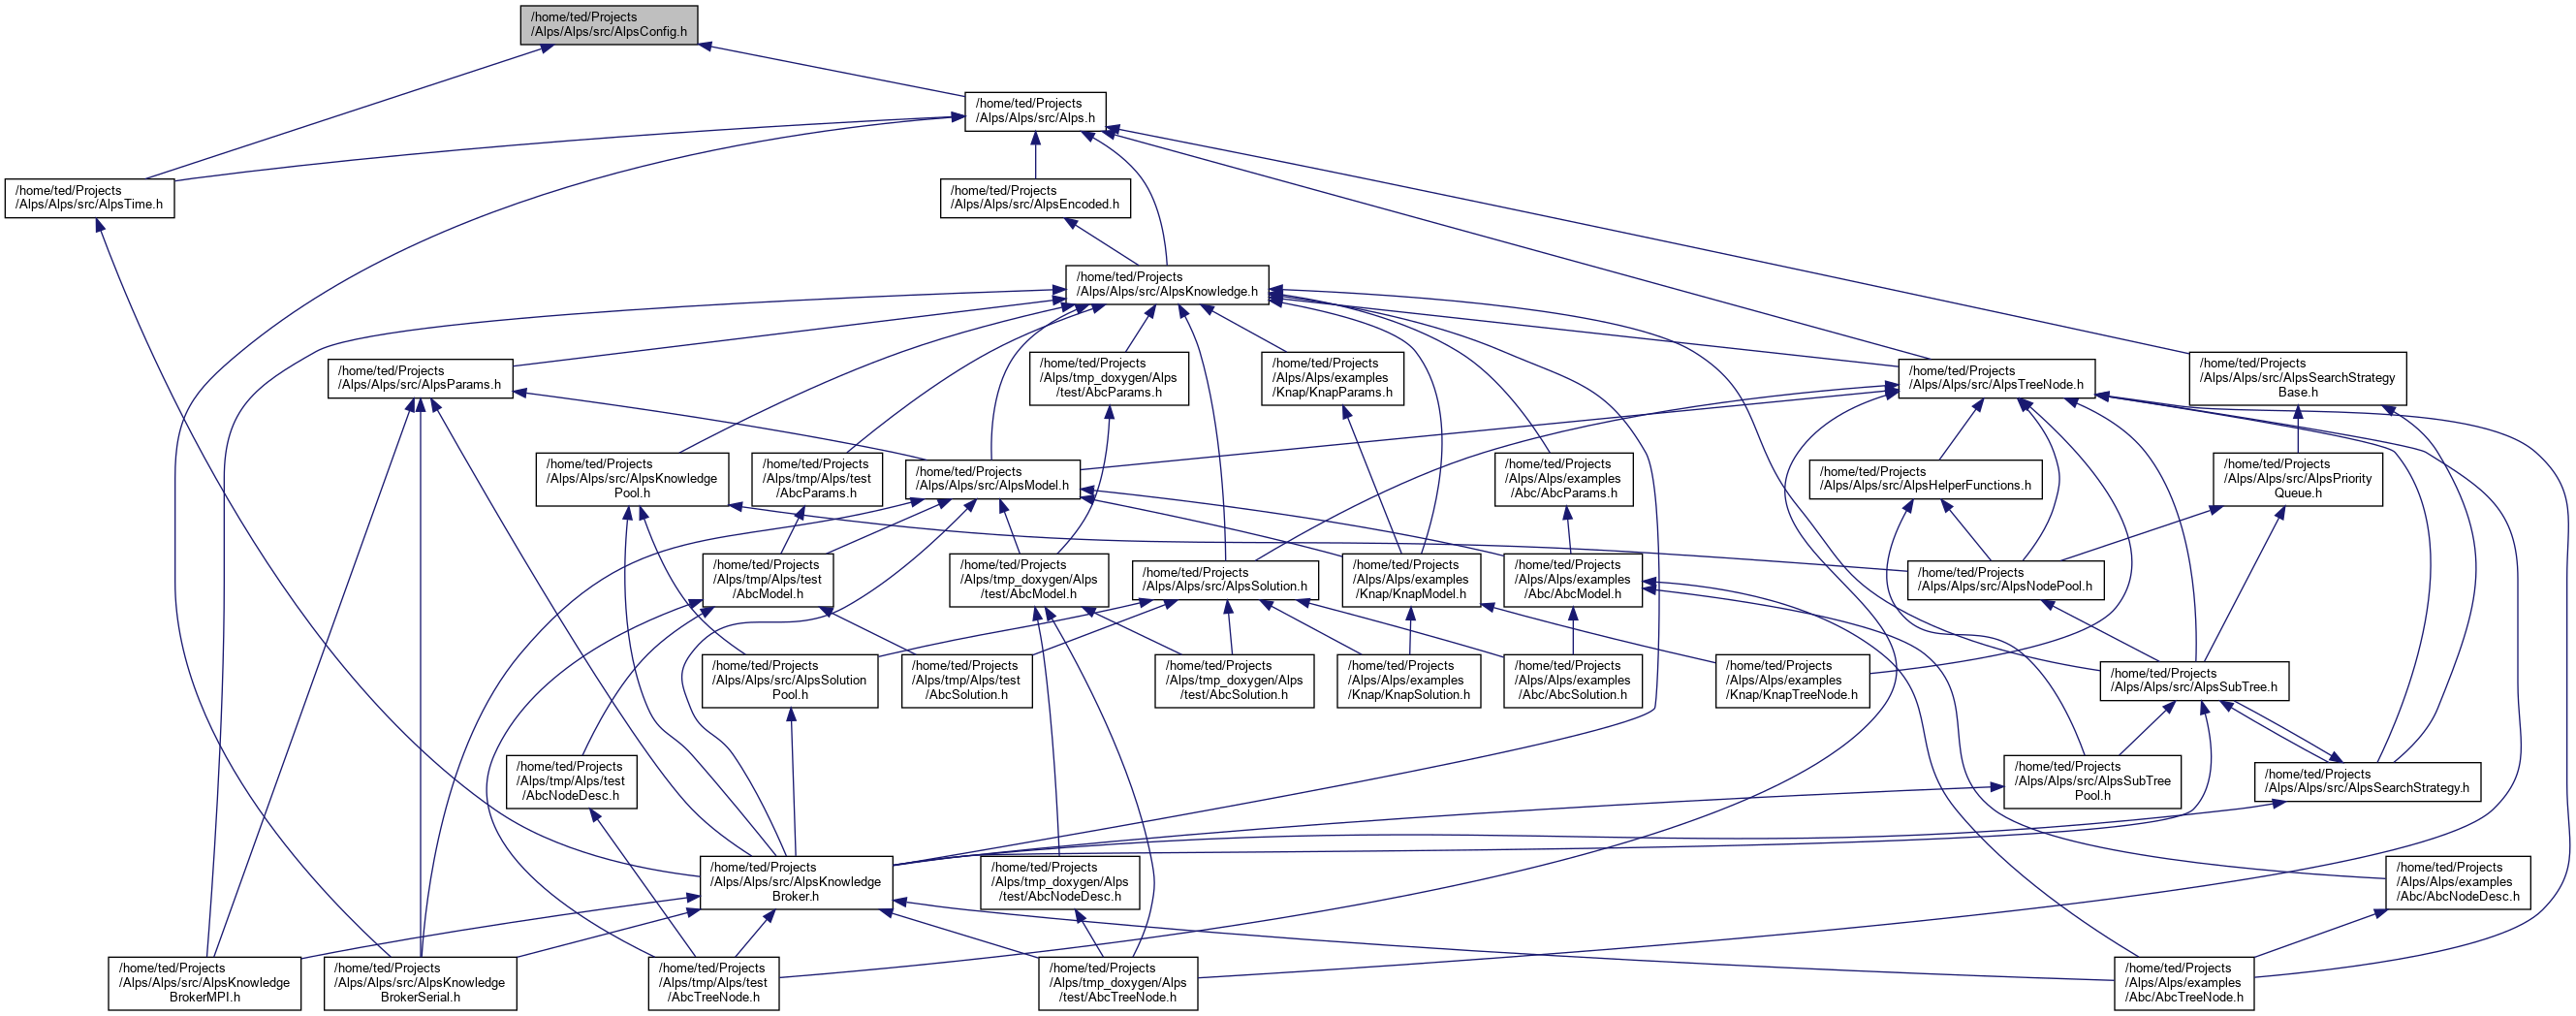 /home/ted/Projects
/Alps/Alps/src/AlpsConfig.h
/home/ted/Projects
/Alps/Alps/src/Alps.h
/home/ted/Projects
/Alps/Alps/src/AlpsTime.h
/home/ted/Projects
/Alps/Alps/src/AlpsEncoded.h
/home/ted/Projects
/Alps/Alps/src/AlpsKnowledge.h
/home/ted/Projects
/Alps/Alps/src/AlpsParams.h
/home/ted/Projects
/Alps/tmp_doxygen/Alps
/test/AbcParams.h
/home/ted/Projects
/Alps/Alps/examples
/Knap/KnapParams.h
/home/ted/Projects
/Alps/Alps/src/AlpsTreeNode.h
/home/ted/Projects
/Alps/Alps/src/AlpsSearchStrategy
Base.h
/home/ted/Projects
/Alps/Alps/src/AlpsKnowledge
Pool.h
/home/ted/Projects
/Alps/tmp/Alps/test
/AbcParams.h
/home/ted/Projects
/Alps/Alps/src/AlpsModel.h
/home/ted/Projects
/Alps/Alps/examples
/Abc/AbcParams.h
/home/ted/Projects
/Alps/Alps/src/AlpsHelperFunctions.h
/home/ted/Projects
/Alps/Alps/src/AlpsPriority
Queue.h
/home/ted/Projects
/Alps/tmp/Alps/test
/AbcModel.h
/home/ted/Projects
/Alps/tmp_doxygen/Alps
/test/AbcModel.h
/home/ted/Projects
/Alps/Alps/src/AlpsSolution.h
/home/ted/Projects
/Alps/Alps/examples
/Knap/KnapModel.h
/home/ted/Projects
/Alps/Alps/examples
/Abc/AbcModel.h
/home/ted/Projects
/Alps/Alps/src/AlpsNodePool.h
/home/ted/Projects
/Alps/Alps/src/AlpsSolution
Pool.h
/home/ted/Projects
/Alps/tmp/Alps/test
/AbcSolution.h
/home/ted/Projects
/Alps/tmp_doxygen/Alps
/test/AbcSolution.h
/home/ted/Projects
/Alps/Alps/examples
/Knap/KnapSolution.h
/home/ted/Projects
/Alps/Alps/examples
/Abc/AbcSolution.h
/home/ted/Projects
/Alps/Alps/examples
/Knap/KnapTreeNode.h
/home/ted/Projects
/Alps/Alps/src/AlpsSubTree.h
/home/ted/Projects
/Alps/tmp/Alps/test
/AbcNodeDesc.h
/home/ted/Projects
/Alps/Alps/src/AlpsSubTree
Pool.h
/home/ted/Projects
/Alps/Alps/src/AlpsSearchStrategy.h
/home/ted/Projects
/Alps/Alps/src/AlpsKnowledge
Broker.h
/home/ted/Projects
/Alps/tmp_doxygen/Alps
/test/AbcNodeDesc.h
/home/ted/Projects
/Alps/Alps/examples
/Abc/AbcNodeDesc.h
/home/ted/Projects
/Alps/Alps/src/AlpsKnowledge
BrokerMPI.h
/home/ted/Projects
/Alps/Alps/src/AlpsKnowledge
BrokerSerial.h
/home/ted/Projects
/Alps/tmp/Alps/test
/AbcTreeNode.h
/home/ted/Projects
/Alps/tmp_doxygen/Alps
/test/AbcTreeNode.h
/home/ted/Projects
/Alps/Alps/examples
/Abc/AbcTreeNode.h